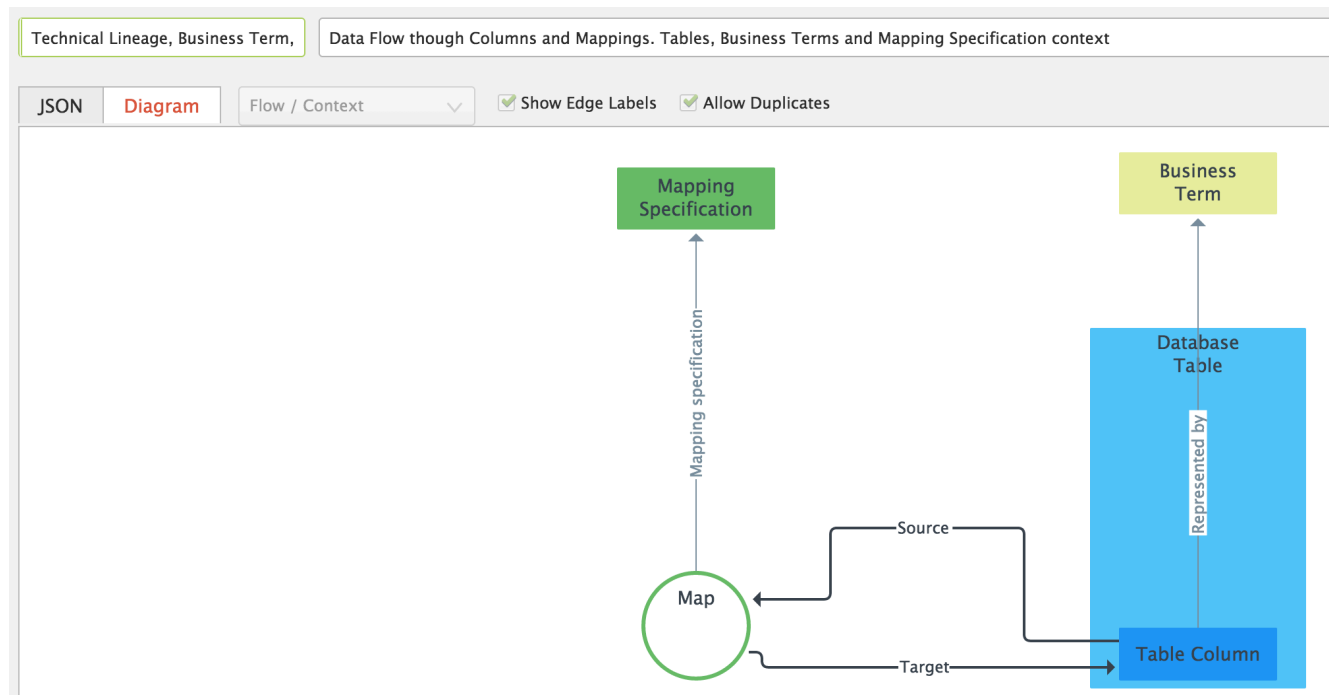 Technical Lineage, Business Term,
Data Flow though Columns and Mappings. Tables, Business Terms and Mapping Specification context
JSON
Diagram
Flow / Context
Show Edge Labels
Allow Duplicates
Mapping
Specification
Business
Term
Mapping specification
Database
Table
Represented by
Source
Map
Target
Table Column